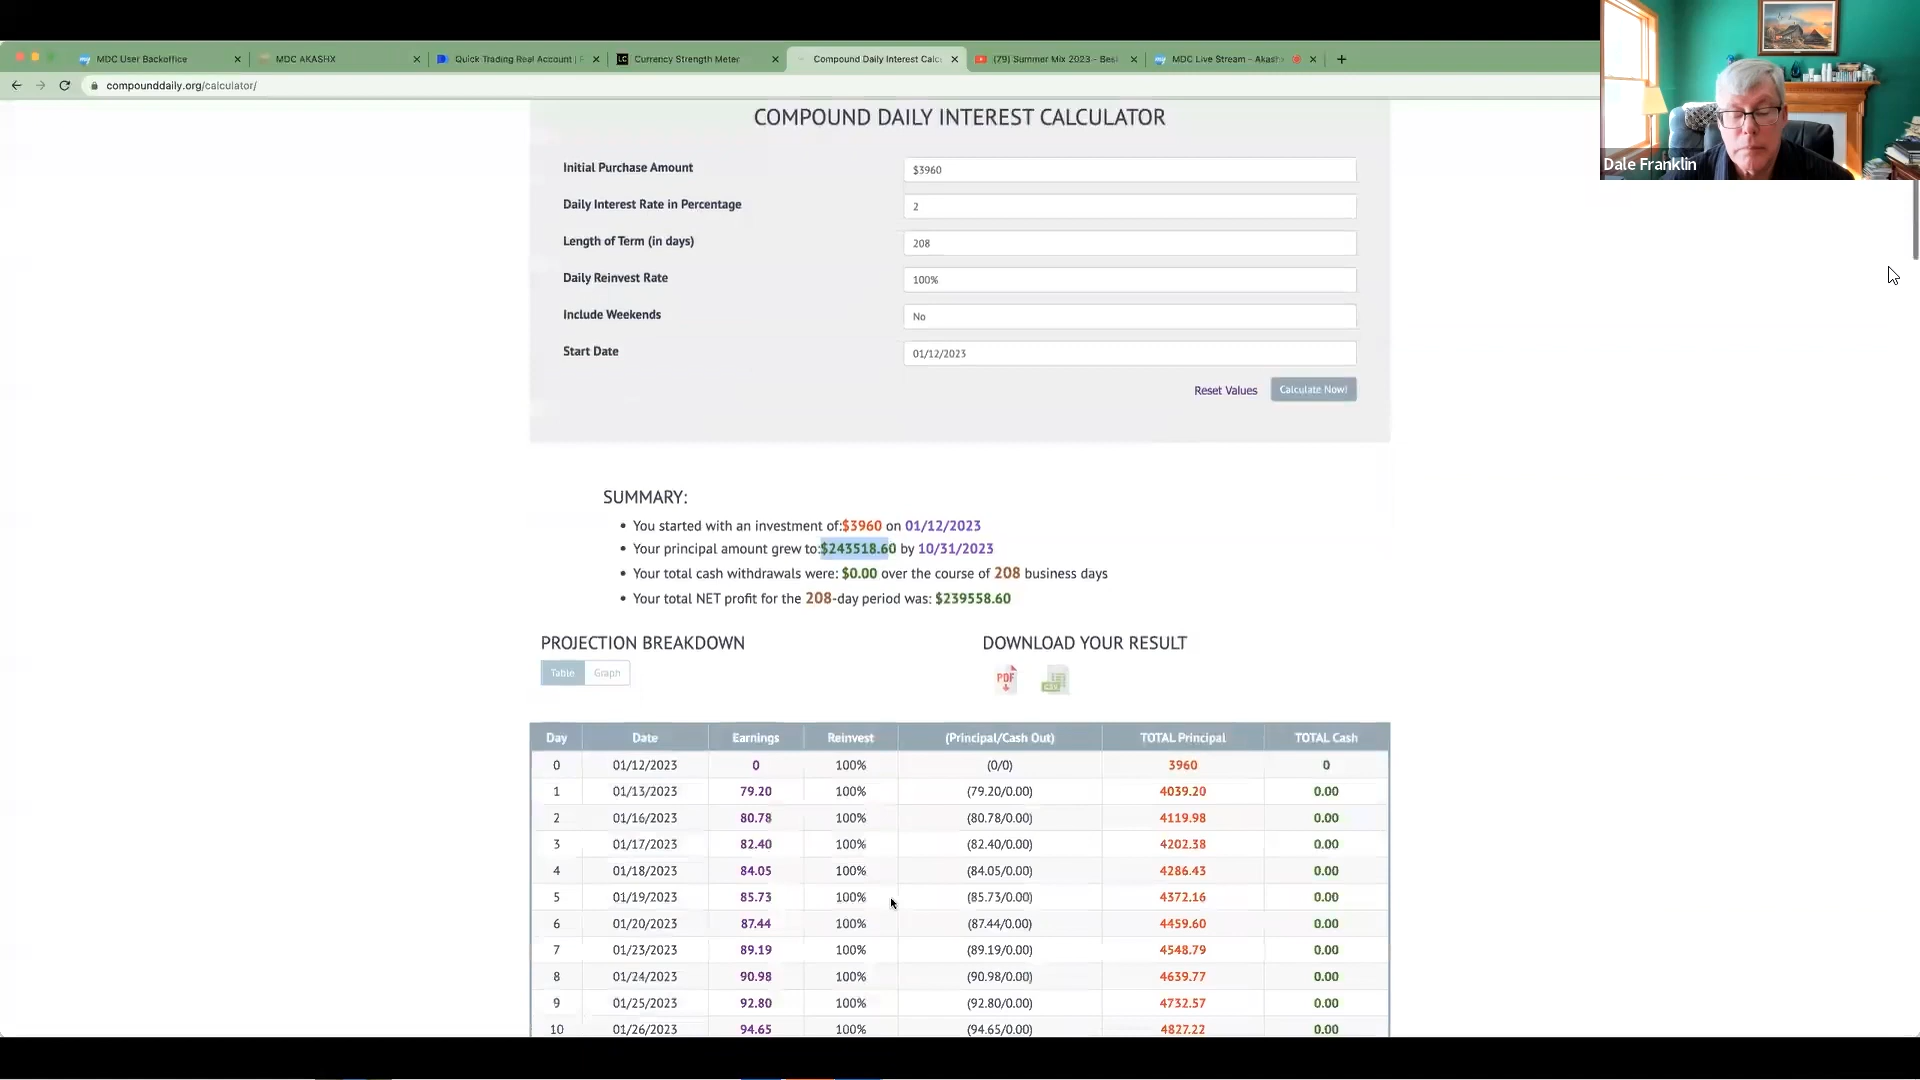 MDC User Backoffice
MDC AKASHX
Quick Trading Real Account |
Currency Strength Meter
Compound Daily Interest Calc
(79) Summer Mix 2023 - Bes
MDC Live Stream - Akash
compounddaily.org/calculator/
Dale Franklin
COMPOUND DAILY INTEREST CALCULATOR
Initial Purchase Amount $3960
Daily Interest Rate in Percentage 2
Length of Term (in days) 208
Daily Reinvest Rate 100%
Include Weekends No
Start Date 01/12/2023
Reset Values Calculate Now!
SUMMARY:
• You started with an investment of:$3960 on 01/12/2023
• Your principal amount grew to:$243518.60 by 10/31/2023
• Your total cash withdrawals were: $0.00 over the course of 208 business days
• Your total NET profit for the 208-day period was: $239558.60
PROJECTION BREAKDOWN DOWNLOAD YOUR RESULT
Table Graph PDF CSV
Day Date Earnings Reinvest (Principal/Cash Out) TOTAL Principal TOTAL Cash
0 01/12/2023 0 100% (0/0) 3960 0
1 01/13/2023 79.20 100% (79.20/0.00) 4039.20 0.00
2 01/16/2023 80.78 100% (80.78/0.00) 4119.98 0.00
3 01/17/2023 82.40 100% (82.40/0.00) 4202.38 0.00
4 01/18/2023 84.05 100% (84.05/0.00) 4286.43 0.00
5 01/19/2023 85.73 100% (85.73/0.00) 4372.16 0.00
6 01/20/2023 87.44 100% (87.44/0.00) 4459.60 0.00
7 01/23/2023 89.19 100% (89.19/0.00) 4548.79 0.00
8 01/24/2023 90.98 100% (90.98/0.00) 4639.77 0.00
9 01/25/2023 92.80 100% (92.80/0.00) 4732.57 0.00
10 01/26/2023 94.65 100% (94.65/0.00) 4827.22 0.00